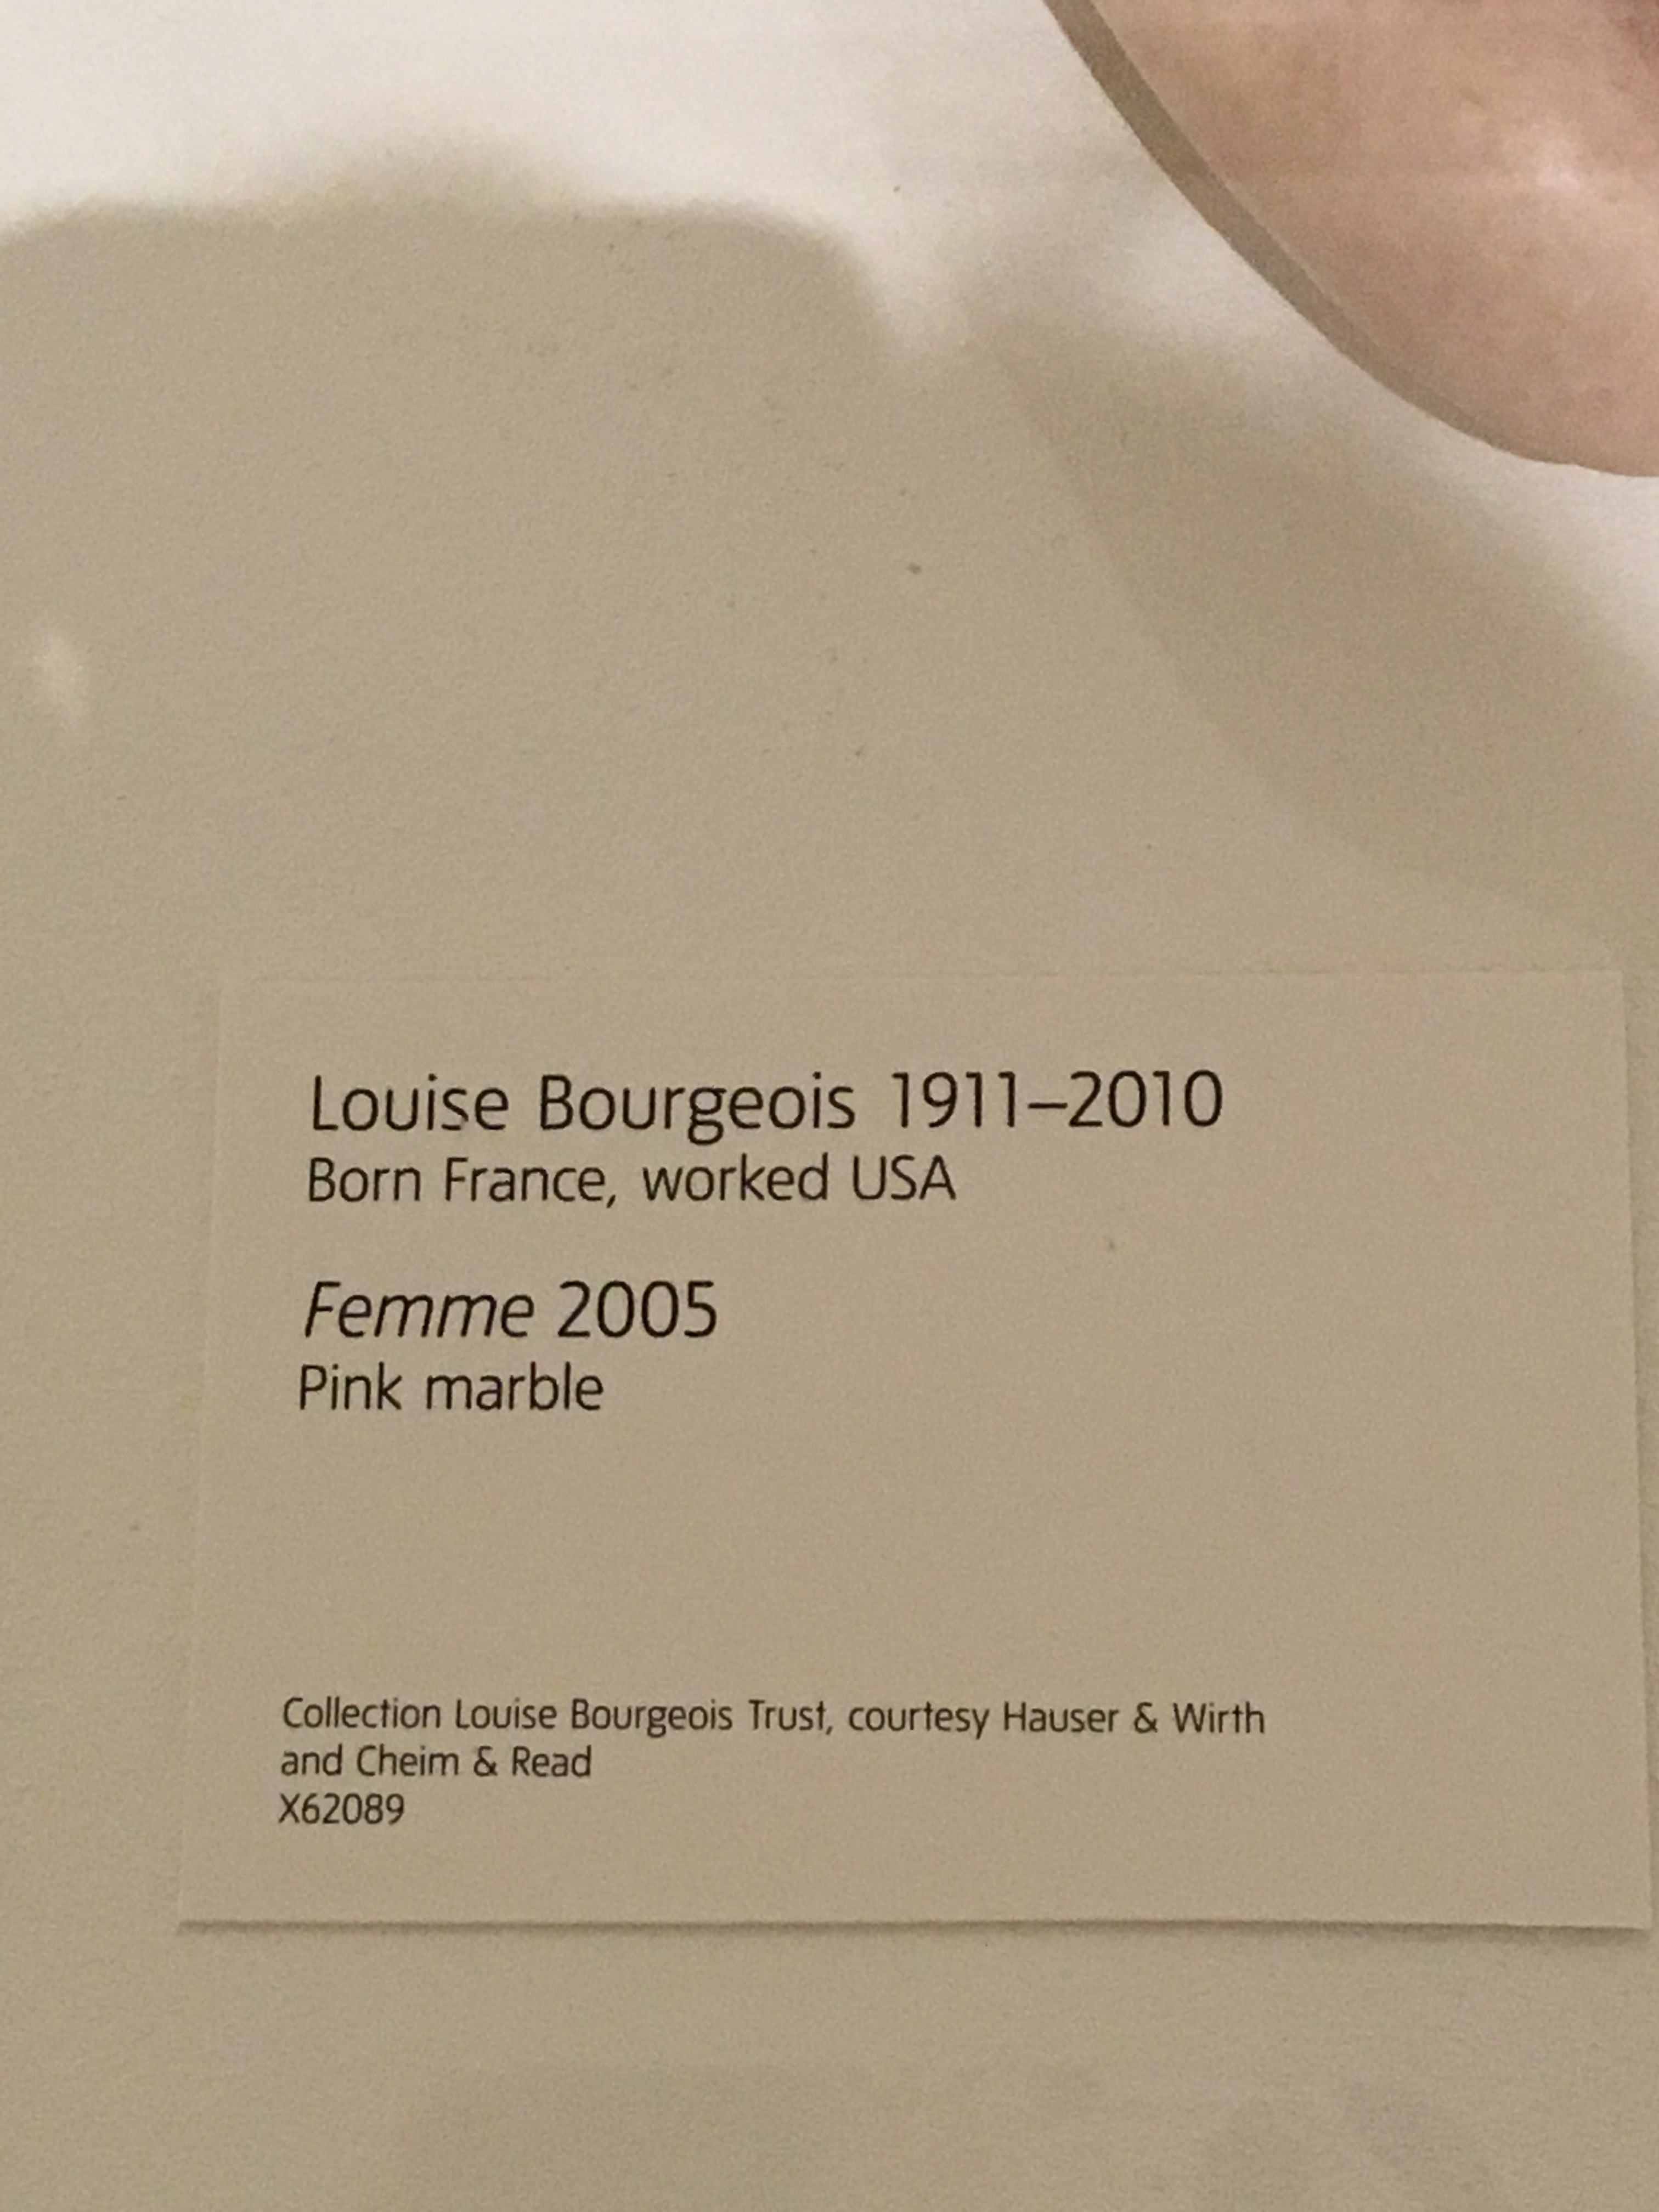 Louise Bourgeois 1911–2010
Born France, worked USA
Femme 2005
Pink marble
Collection Louise Bourgeois Trust, courtesy Hauser & Wirth
and Cheim & Read
X62089